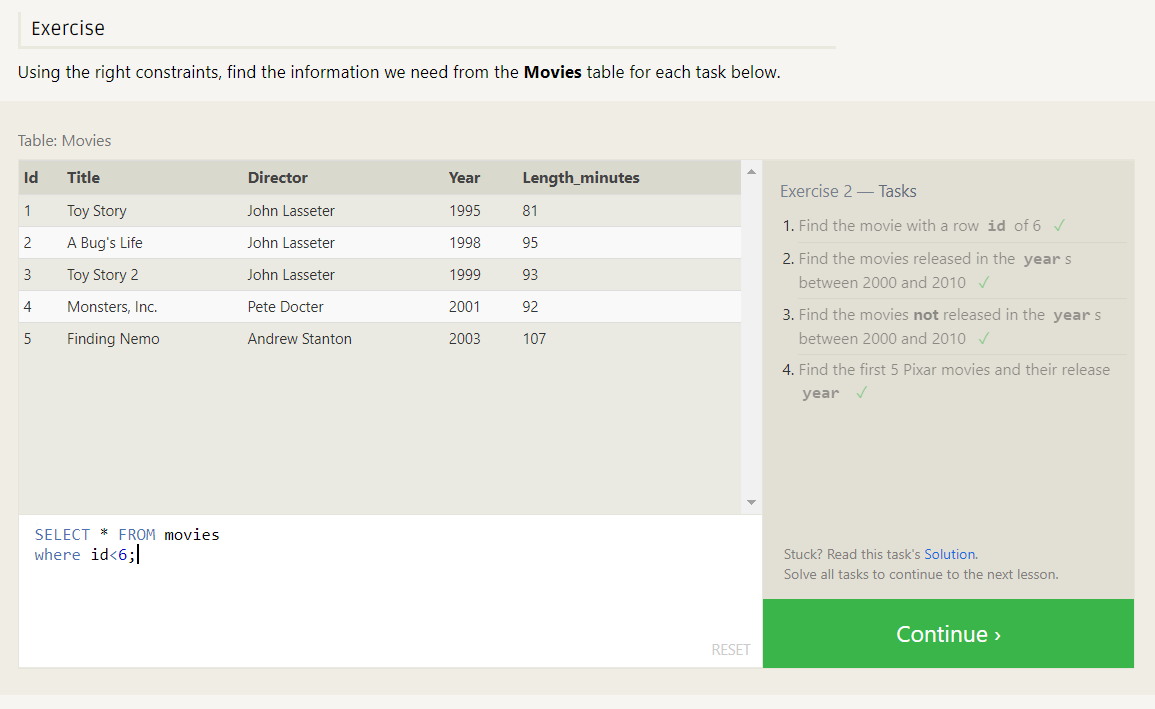 Exercise
Using the right constraints, find the information we need from the Movies table for each task below.
Table: Movies
Id Title Director Year Length_minutes
1 Toy Story John Lasseter 1995 81
2 A Bug's Life John Lasseter 1998 95
3 Toy Story 2 John Lasseter 1999 93
4 Monsters, Inc. Pete Docter 2001 92
5 Finding Nemo Andrew Stanton 2003 107
SELECT * FROM movies
where id<6;
RESET
Exercise 2 — Tasks
1. Find the movie with a row id of 6 ✓
2. Find the movies released in the year s
between 2000 and 2010 ✓
3. Find the movies not released in the year s
between 2000 and 2010 ✓
4. Find the first 5 Pixar movies and their release
year ✓
Stuck? Read this task's Solution.
Solve all tasks to continue to the next lesson.
Continue ›